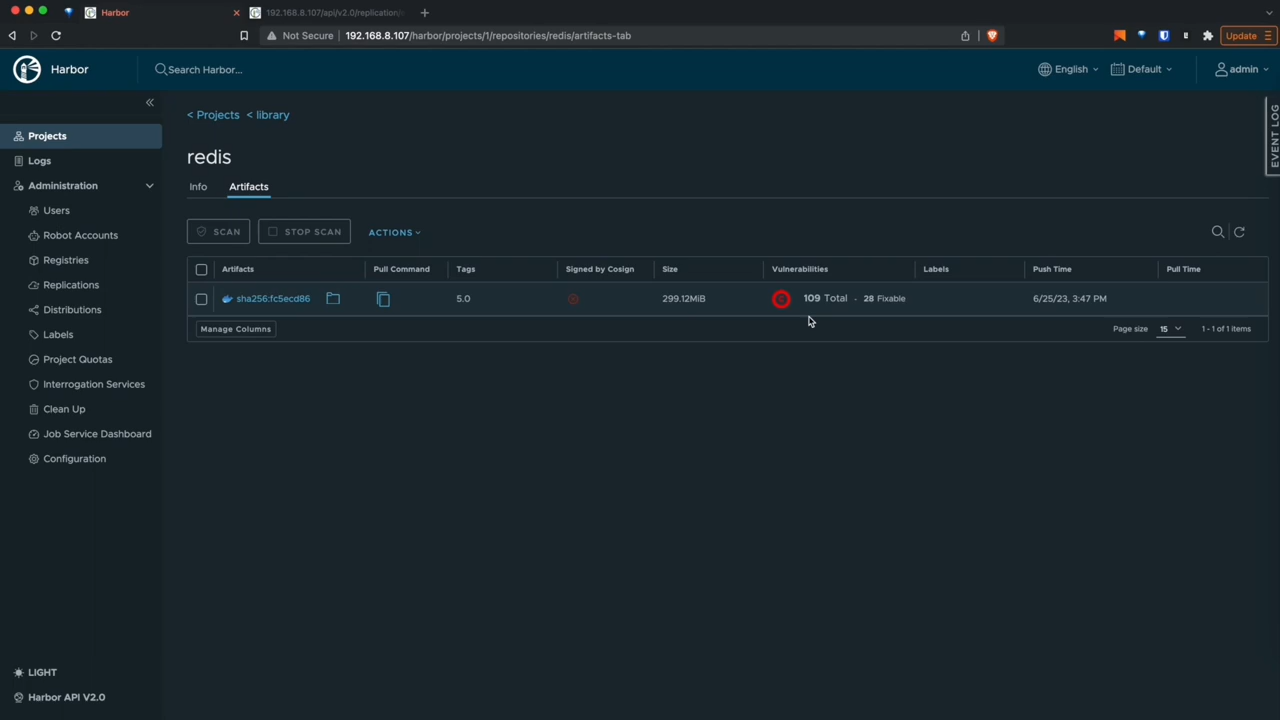 Harbor
192.168.8.107/api/v2.0/replication/
Not Secure 192.168.8.107/harbor/projects/1/repositories/redis/artifacts-tab
Update
Harbor
Search Harbor...
English
Default
admin
EVENT LOG
Projects
Logs
Administration
Users
Robot Accounts
Registries
Replications
Distributions
Labels
Project Quotas
Interrogation Services
Clean Up
Job Service Dashboard
Configuration
LIGHT
Harbor API V2.0
< Projects < library
redis
Info Artifacts
SCAN STOP SCAN ACTIONS
Artifacts Pull Command Tags Signed by Cosign Size Vulnerabilities Labels Push Time Pull Time
sha256:fc5ecd86 5.0 299.12MiB C 109 Total · 28 Fixable 6/25/23, 3:47 PM
Manage Columns Page size 15 1 - 1 of 1 items